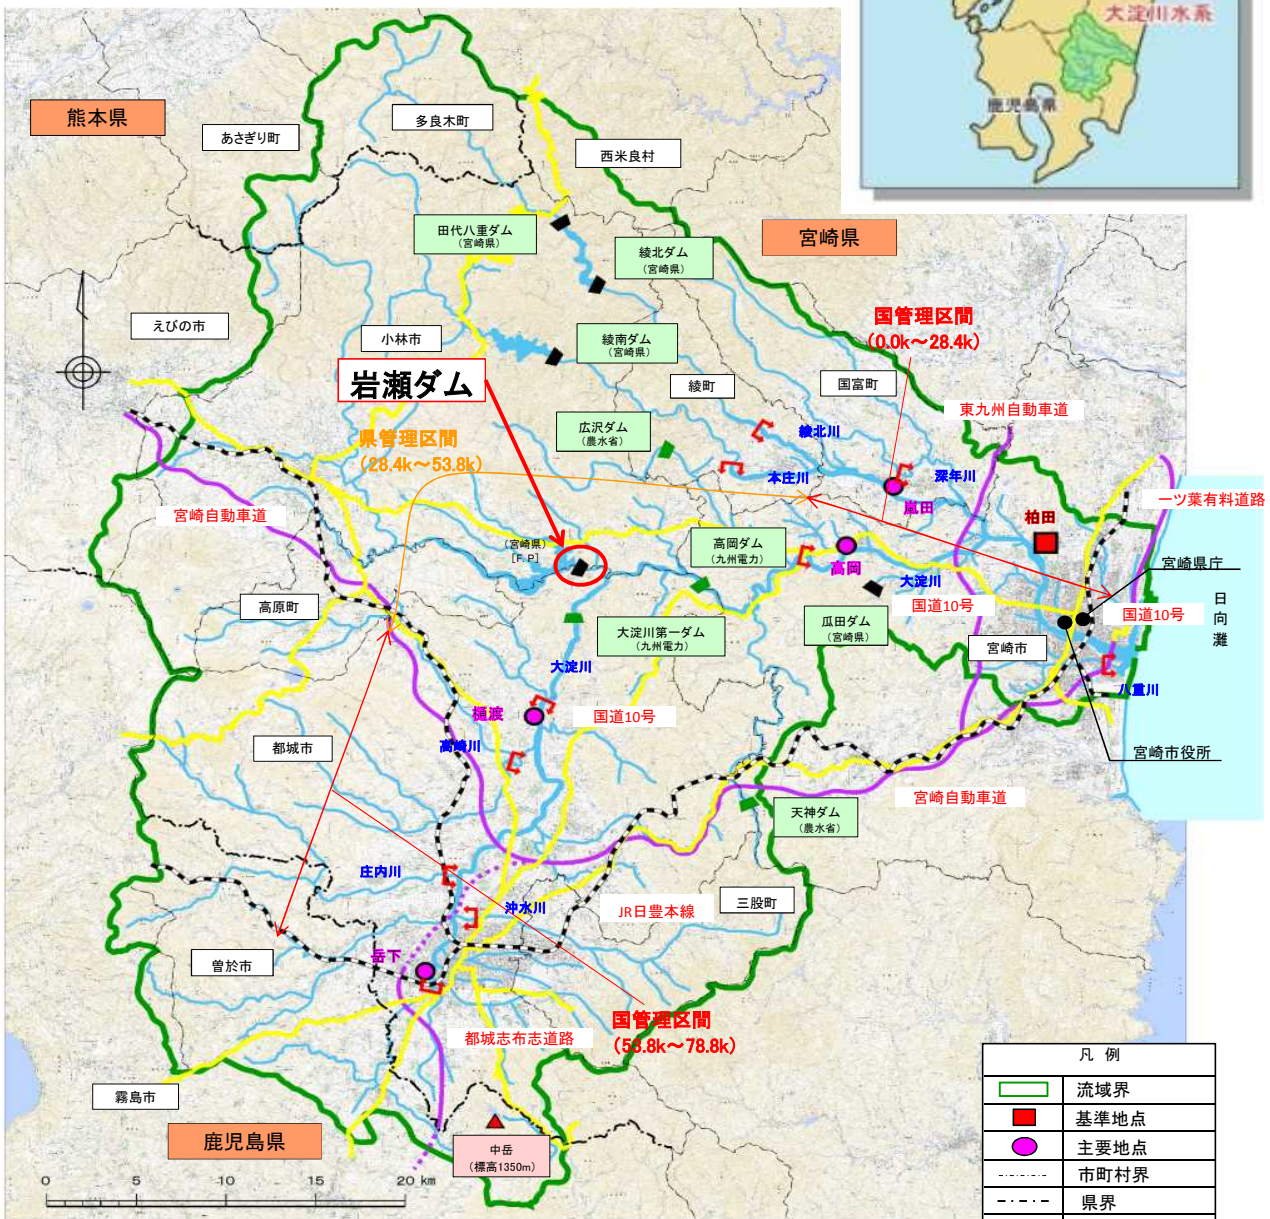 大淀川水系
鹿児島県
熊本県
多良木町
あさぎり町
西米良村
田代八重ダム
(宮崎県)
宮崎県
綾北ダム
(宮崎県)
えびの市
小林市
綾南ダム
(宮崎県)
国管理区間
(0.0k～28.4k)
岩瀬ダム
綾町
国富町
東九州自動車道
広沢ダム
(農水省)
綾北川
県管理区間
(28.4k～53.8k)
本庄川
深年川
嵐田
一ツ葉有料道路
宮崎自動車道
柏田
(宮崎県)
[F.P]
高岡ダム
(九州電力)
高岡
大淀川
宮崎県庁
高原町
国道10号
国道10号
日向灘
大淀川第一ダム
(九州電力)
瓜田ダム
(宮崎県)
宮崎市
大淀川
八重川
樋渡
国道10号
都城市
高崎川
宮崎市役所
宮崎自動車道
天神ダム
(農水省)
庄内川
沖水川
JR日豊本線
三股町
岳下
曽於市
国管理区間
(53.8k～78.8k)
都城志布志道路
霧島市
鹿児島県
中岳
(標高1350m)
0
5
10
15
20 km
凡 例
流域界
基準地点
主要地点
市町村界
県界